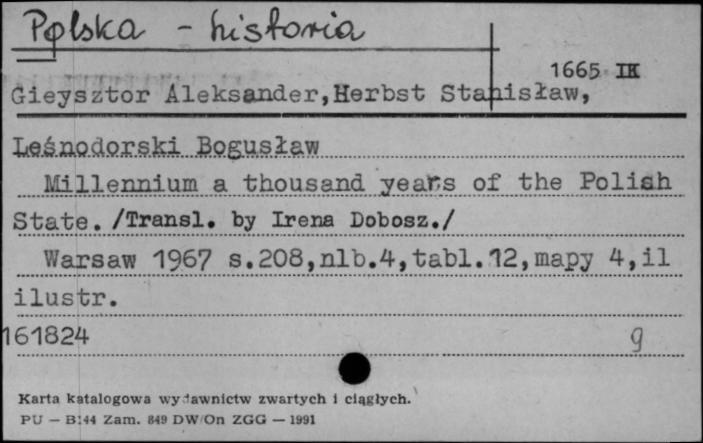 Polska - historia
1665 IK
Gieysztor Aleksander,Herbst Stanisław,
Leśnodorski Bogusław
Millennium a thousand years of the Polish
State. /Transl. by Irena Dobosz./
Warsaw 1967 s.208,nlb.4,tabl.12,mapy 4,il
ilustr.
161824 g
Karta katalogowa wydawnictw zwartych i ciągłych.
PU — B:44 Zam. 849 DW/On ZGG — 1991